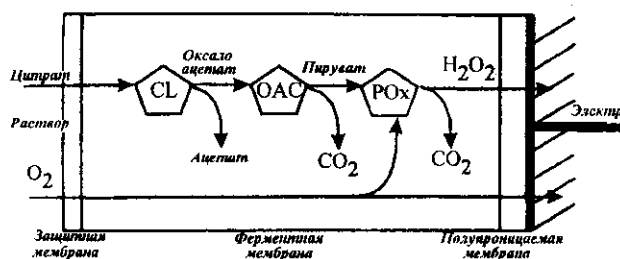 Оксало
ацетат
Пируват
H₂O₂
Цитрат
CL
OAC
POx
Электр
Раствор
Ацетат
CO₂
CO₂
O₂
Защитная
мембрана
Ферментная
мембрана
Полупроницаемая
мембрана